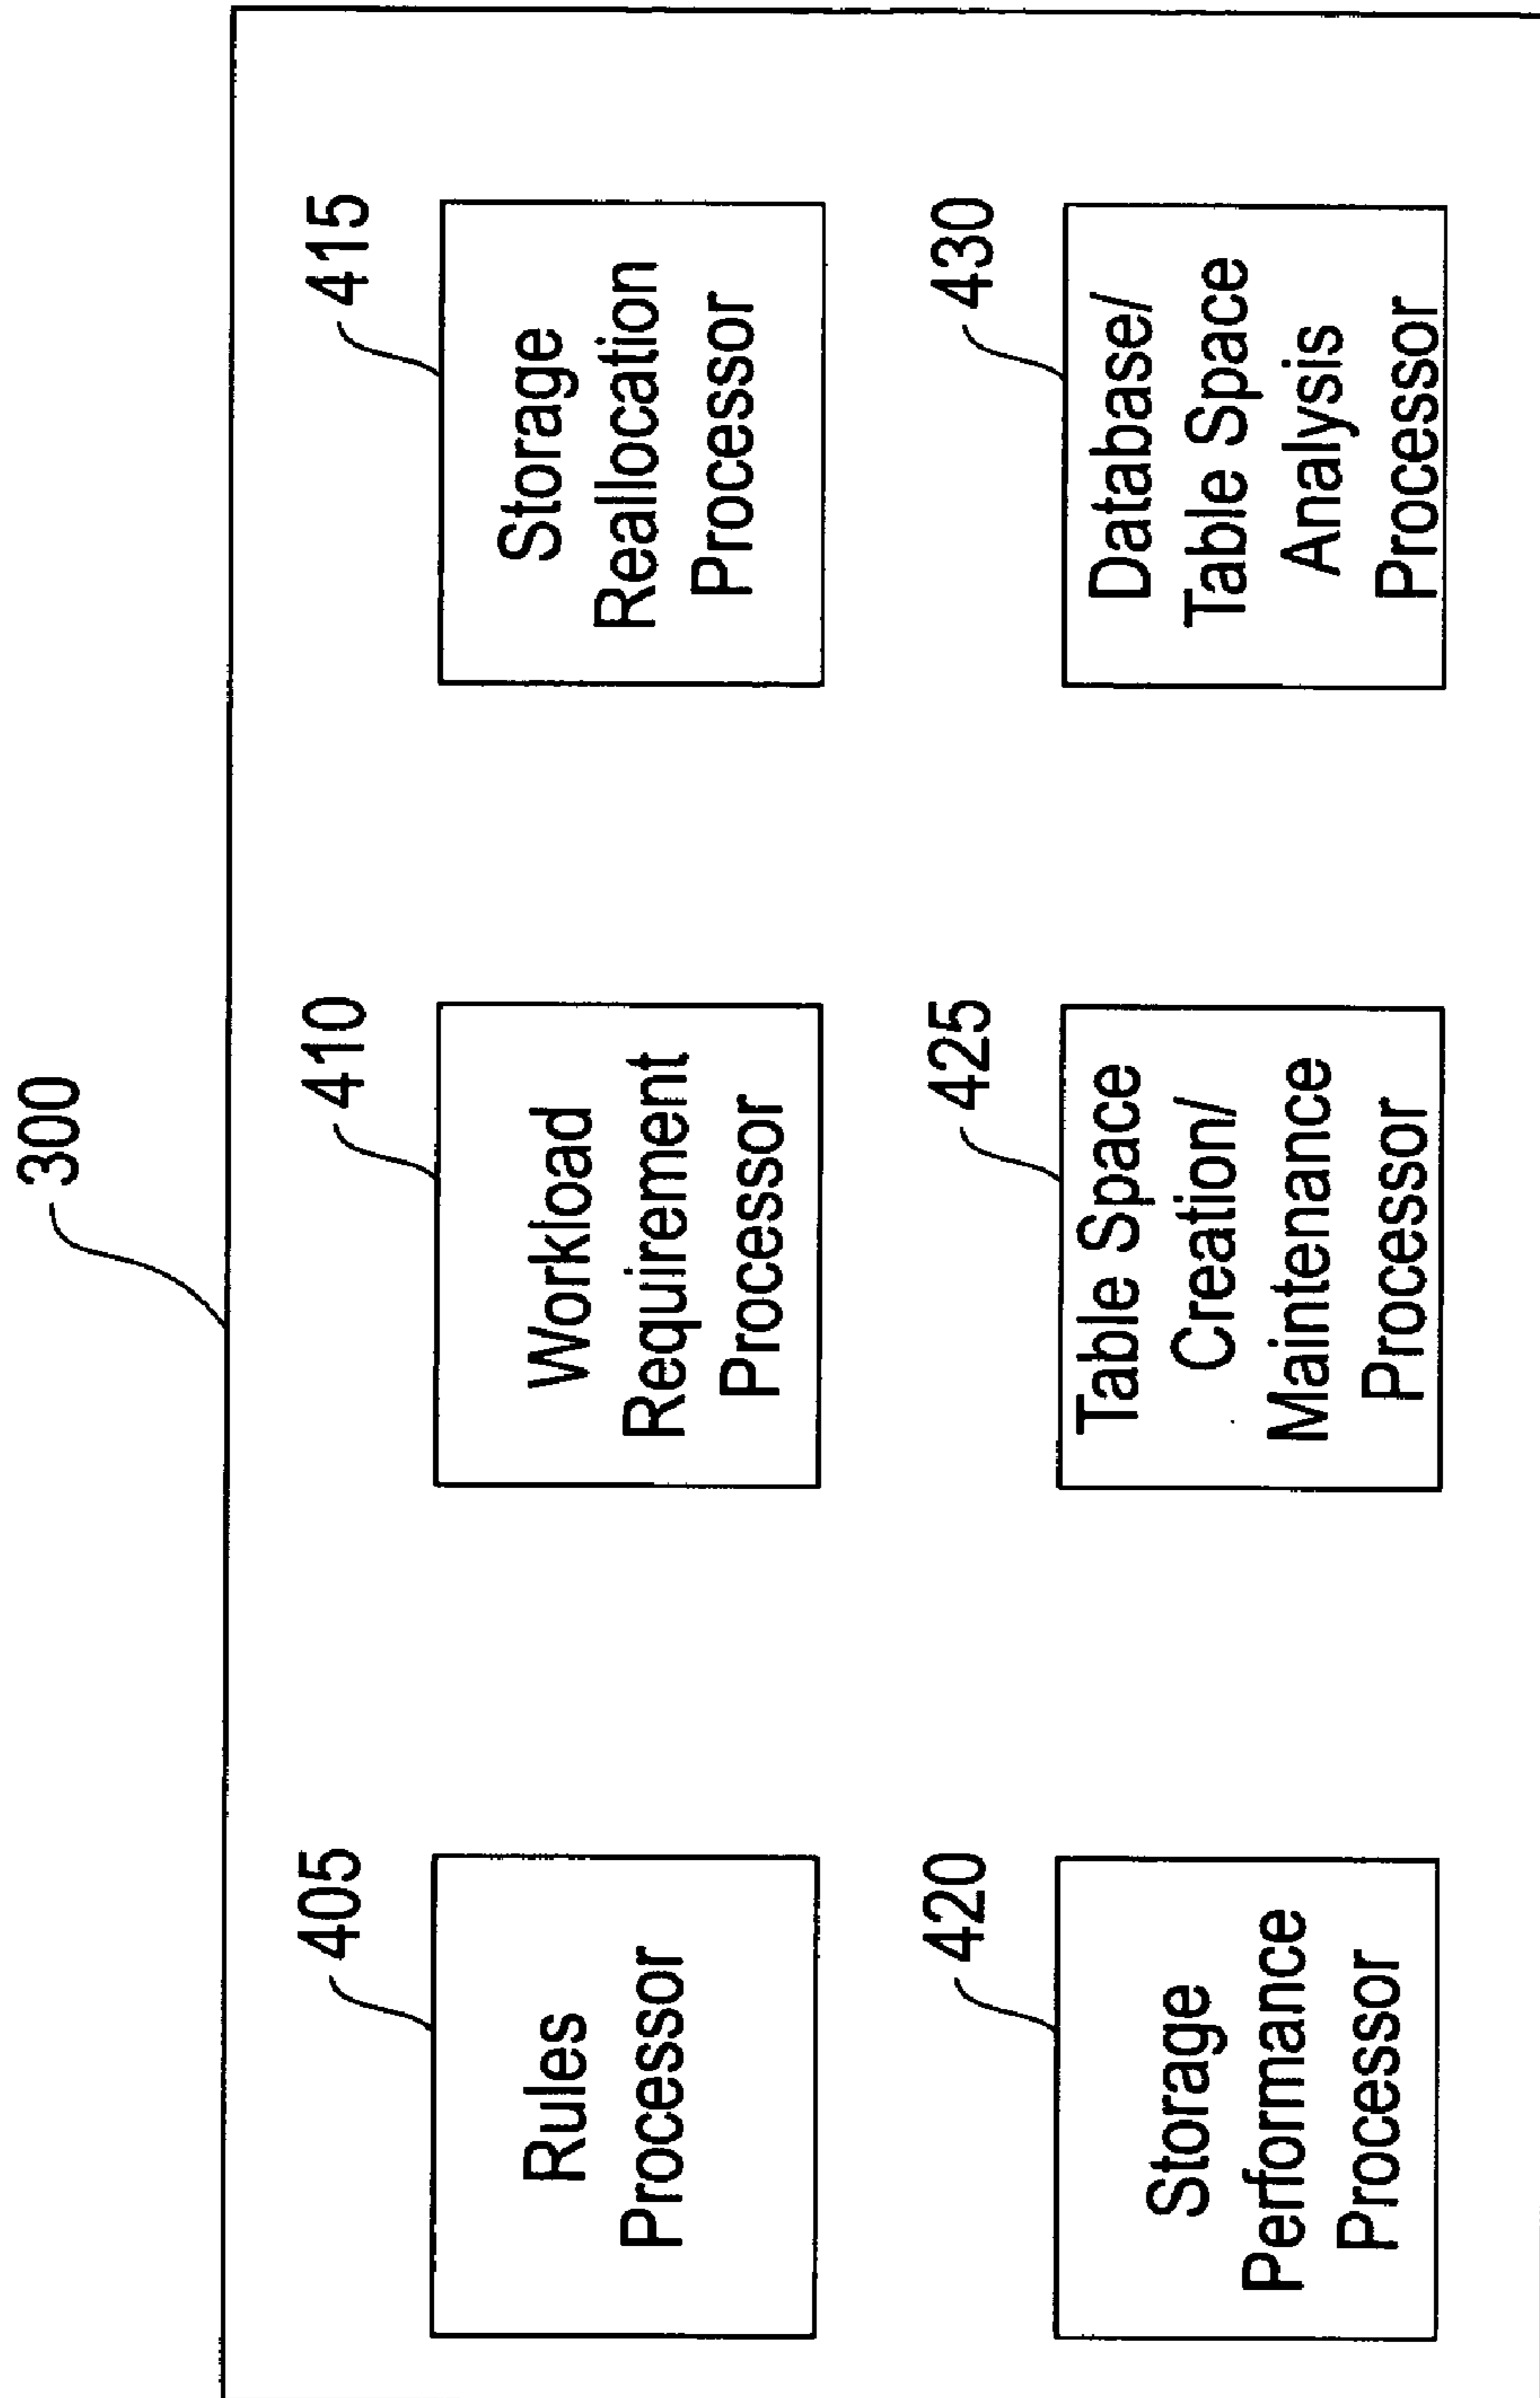 300
405
Rules
Processor
410
Workload
Requirement
Processor
415
Storage
Reallocation
Processor
420
Storage
Performance
Processor
425
Table Space
Creation/
Maintenance
Processor
430
Database/
Table Space
Analysis
Processor